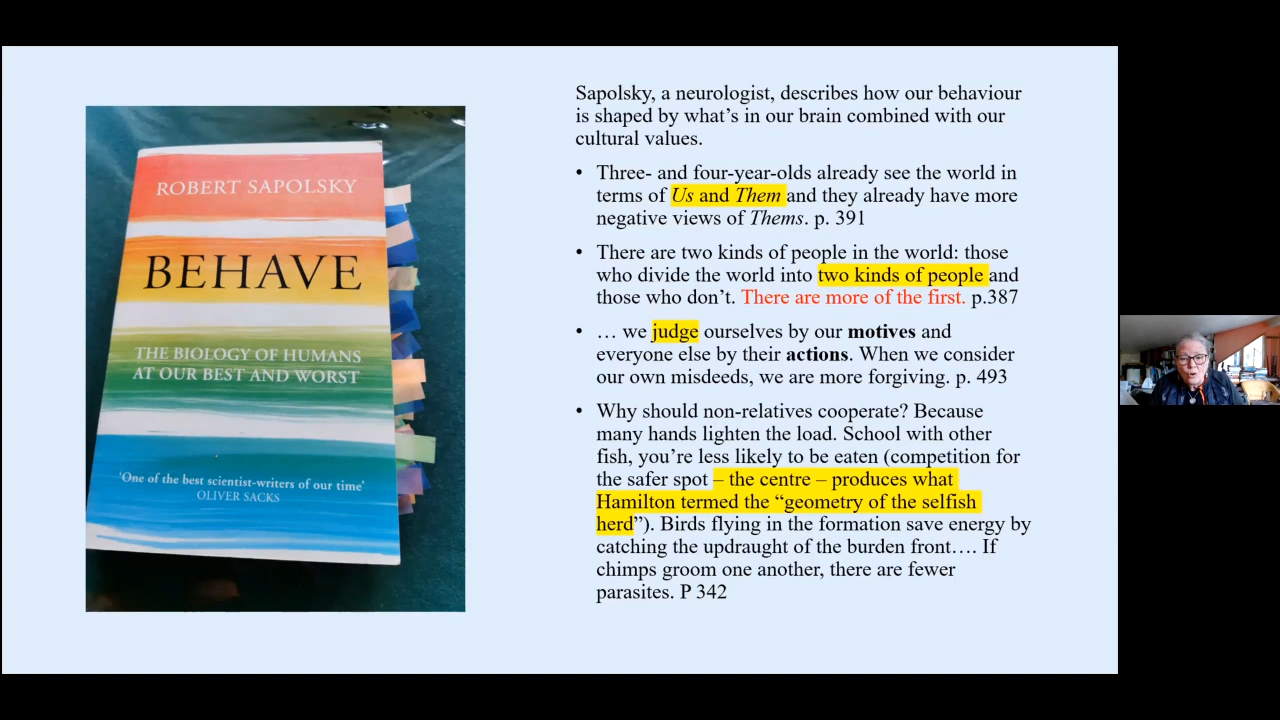 ROBERT SAPOLSKY
BEHAVE
THE BIOLOGY OF HUMANS
AT OUR BEST AND WORST
'One of the best scientist-writers of our time'
OLIVER SACKS
Sapolsky, a neurologist, describes how our behaviour
is shaped by what's in our brain combined with our
cultural values.
• Three- and four-year-olds already see the world in
terms of Us and Them and they already have more
negative views of Thems. p. 391
• There are two kinds of people in the world: those
who divide the world into two kinds of people and
those who don't. There are more of the first. p.387
• … we judge ourselves by our motives and
everyone else by their actions. When we consider
our own misdeeds, we are more forgiving. p. 493
• Why should non-relatives cooperate? Because
many hands lighten the load. School with other
fish, you're less likely to be eaten (competition for
the safer spot – the centre – produces what
Hamilton termed the “geometry of the selfish
herd”). Birds flying in the formation save energy by
catching the updraught of the burden front…. If
chimps groom one another, there are fewer
parasites. P 342